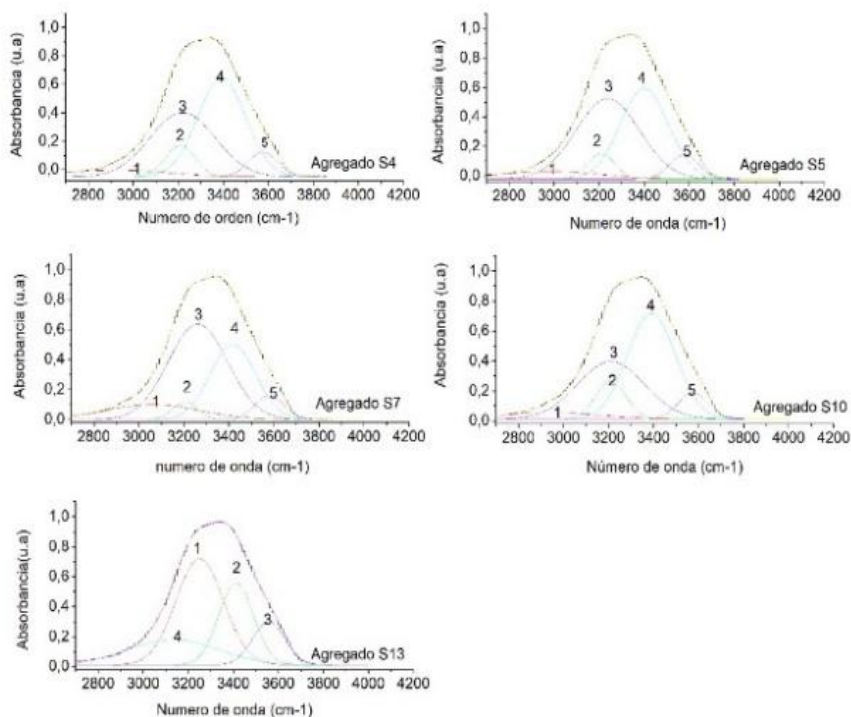 Absorbancia (u.a)
1,0
0,8
0,6
0,4
0,2
0,0
1
2
3
4
5
Agregado S4
2800 3000 3200 3400 3600 3800 4000 4200
Numero de orden (cm-1)
Absorbancia (u.a)
1,0
0,8
0,6
0,4
0,2
0,0
1
2
3
4
5
Agregado S5
2800 3000 3200 3400 3600 3800 4000 4200
Numero de onda (cm-1)
Absorbancia (u.a)
1,0
0,8
0,6
0,4
0,2
0,0
1
2
3
4
5
Agregado S7
2800 3000 3200 3400 3600 3800 4000 4200
numero de onda (cm-1)
Absorbancia (u.a)
1,0
0,8
0,6
0,4
0,2
0,0
1
2
3
4
5
Agregado S10
2800 3000 3200 3400 3600 3800 4000 4200
Número de onda (cm-1)
Absorbancia(u.a)
1,0
0,8
0,6
0,4
0,2
0,0
1
2
3
4
Agregado S13
2800 3000 3200 3400 3600 3800 4000 4200
Numero de onda (cm-1)